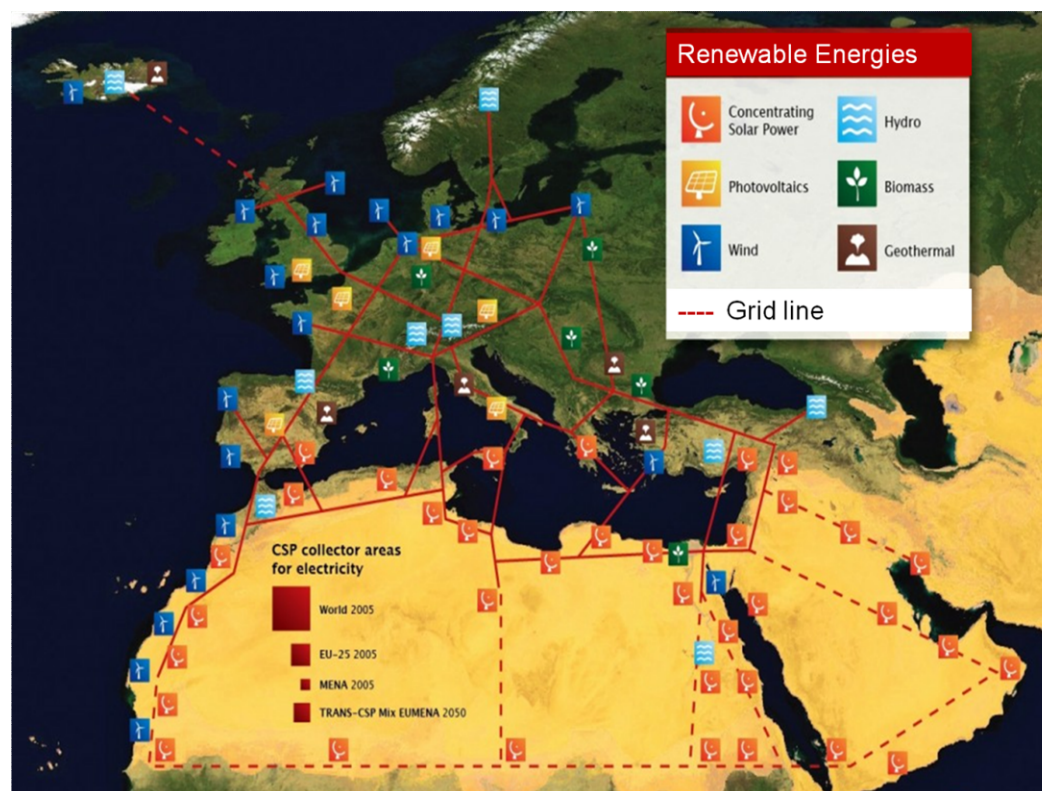 Renewable Energies
Concentrating
Solar Power
Hydro
Photovoltaics
Biomass
Wind
Geothermal
Grid line
CSP collector areas
for electricity
World 2005
EU-25 2005
MENA 2005
TRANS-CSP Mix EUMENA 2050